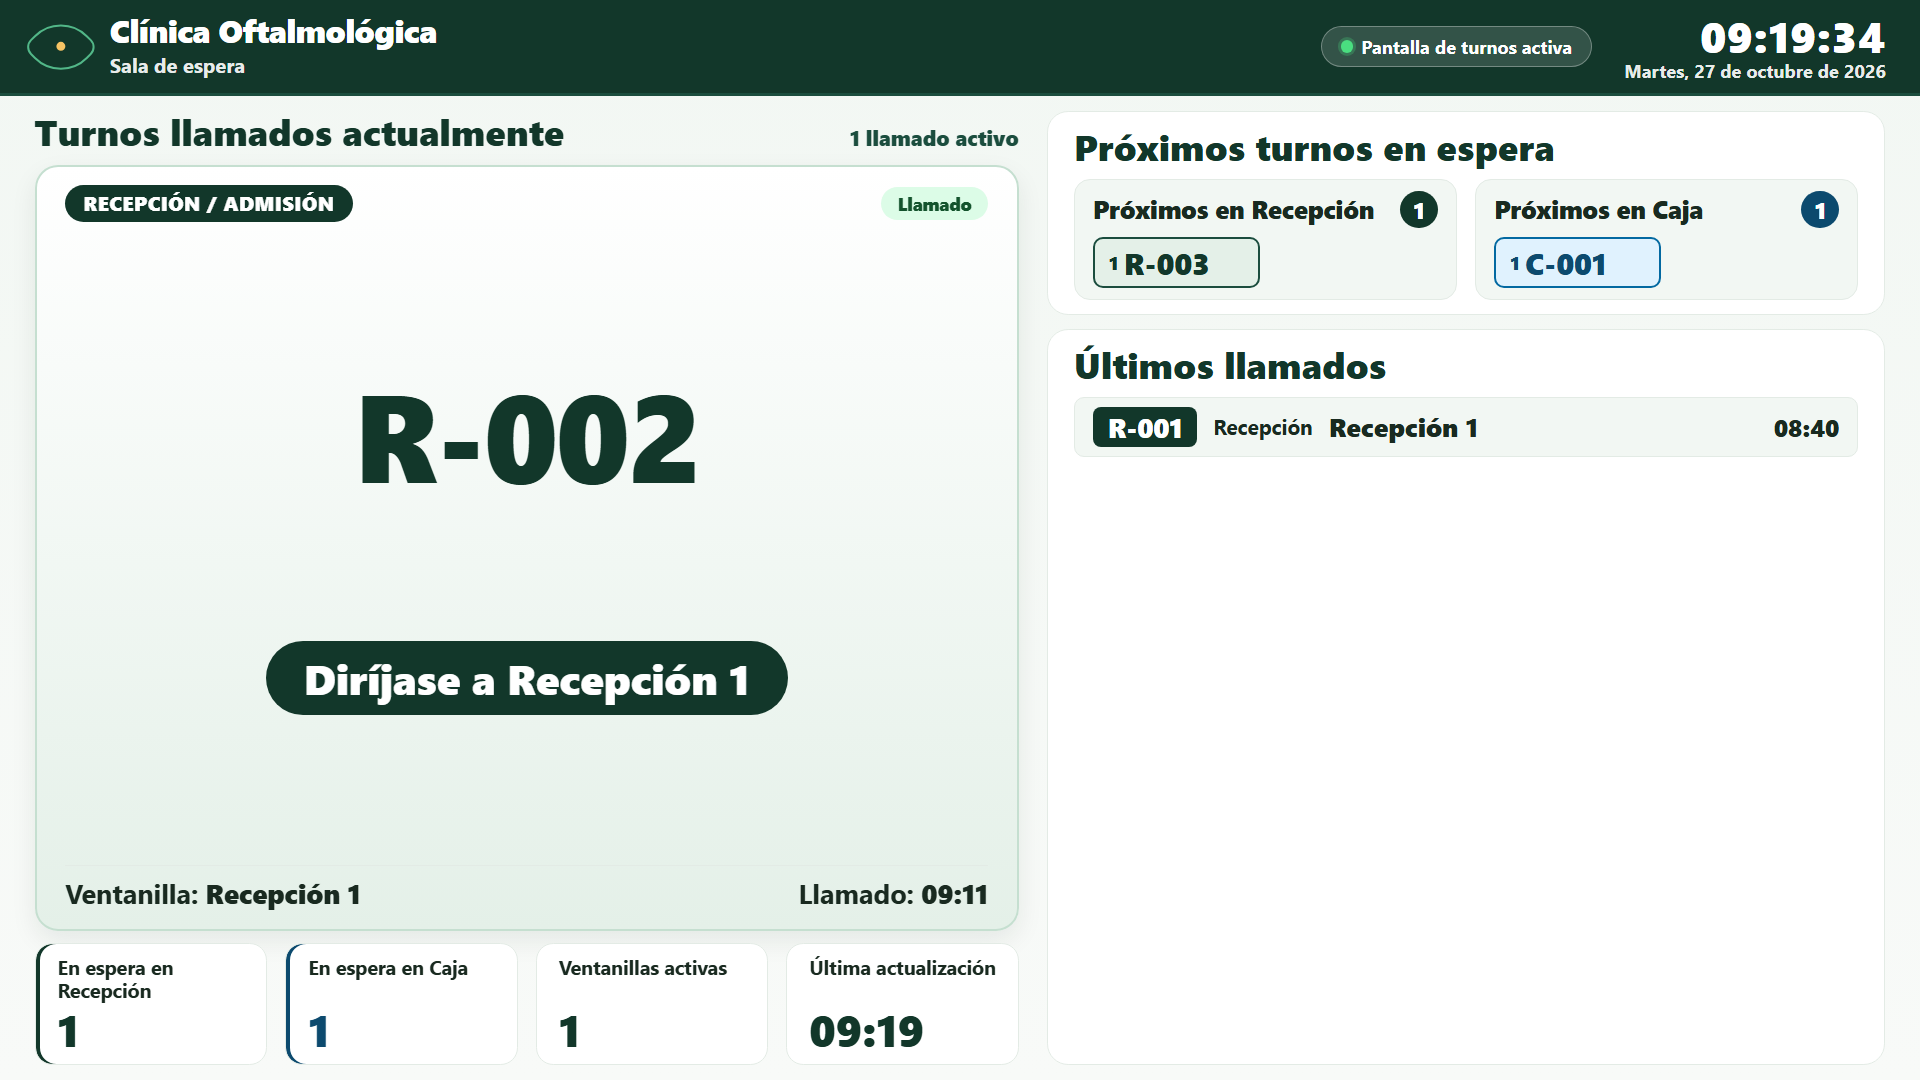 Clínica Oftalmológica
Sala de espera
Pantalla de turnos activa
09:19:34
Martes, 27 de octubre de 2026
Turnos llamados actualmente
1 llamado activo
RECEPCIÓN / ADMISIÓN
Llamado
R-002
Diríjase a Recepción 1
Ventanilla: Recepción 1
Llamado: 09:11
En espera en
Recepción
1
En espera en Caja
1
Ventanillas activas
1
Última actualización
09:19
Próximos turnos en espera
Próximos en Recepción
1
1 R-003
Próximos en Caja
1
1 C-001
Últimos llamados
R-001 Recepción Recepción 1 08:40